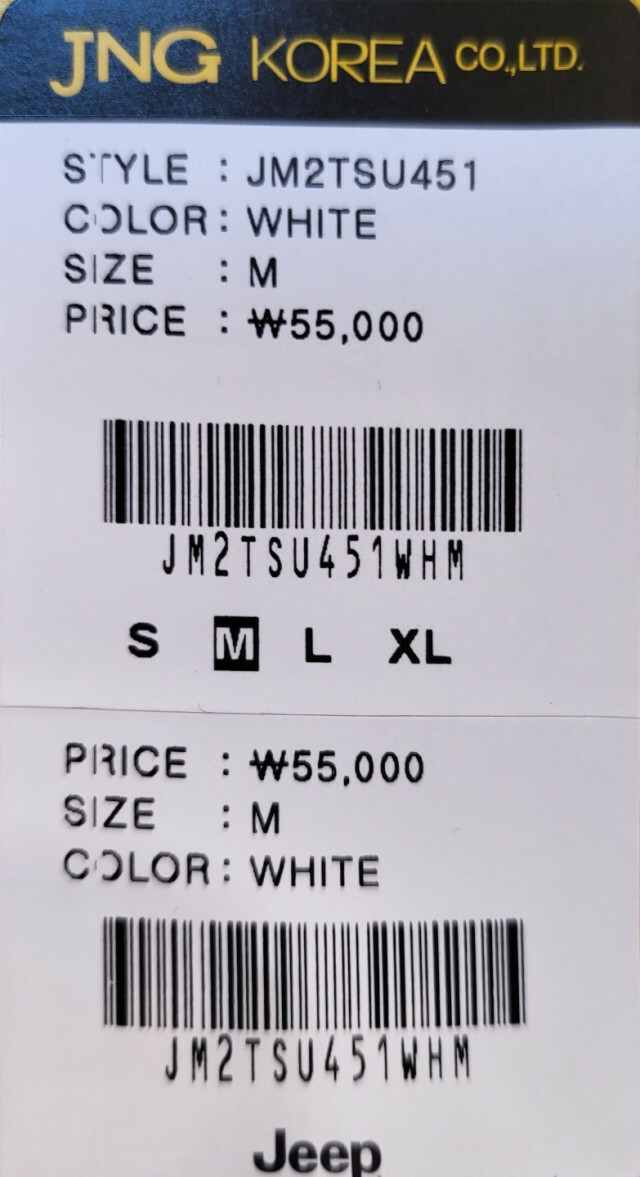 JNG KOREA CO.,LTD.
STYLE : JM2TSU451
COLOR : WHITE
SIZE : M
PRICE : ₩55,000
JM2TSU451WHM
S M L XL
PRICE : ₩55,000
SIZE : M
COLOR : WHITE
JM2TSU451WHM
Jeep